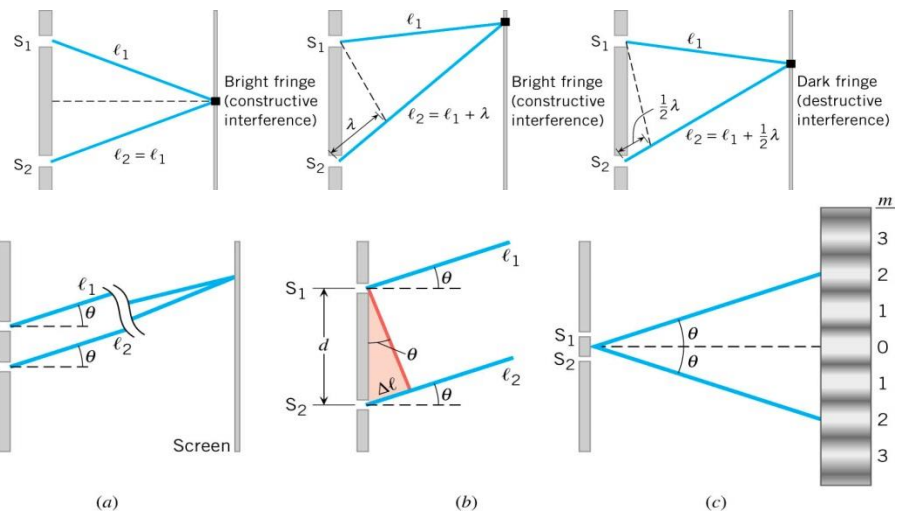 S₁
ℓ₁
Bright fringe
(constructive
interference)
ℓ₂ = ℓ₁
S₂
S₁
ℓ₁
Bright fringe
(constructive
interference)
λ
ℓ₂ = ℓ₁ + λ
S₂
S₁
ℓ₁
Dark fringe
(destructive
interference)
½λ
ℓ₂ = ℓ₁ + ½λ
S₂
ℓ₁
θ
ℓ₂
θ
Screen
(a)
S₁
ℓ₁
θ
d
θ
ℓ₂
Δℓ
θ
S₂
(b)
m
3
2
1
0
1
2
3
S₁
S₂
θ
θ
(c)